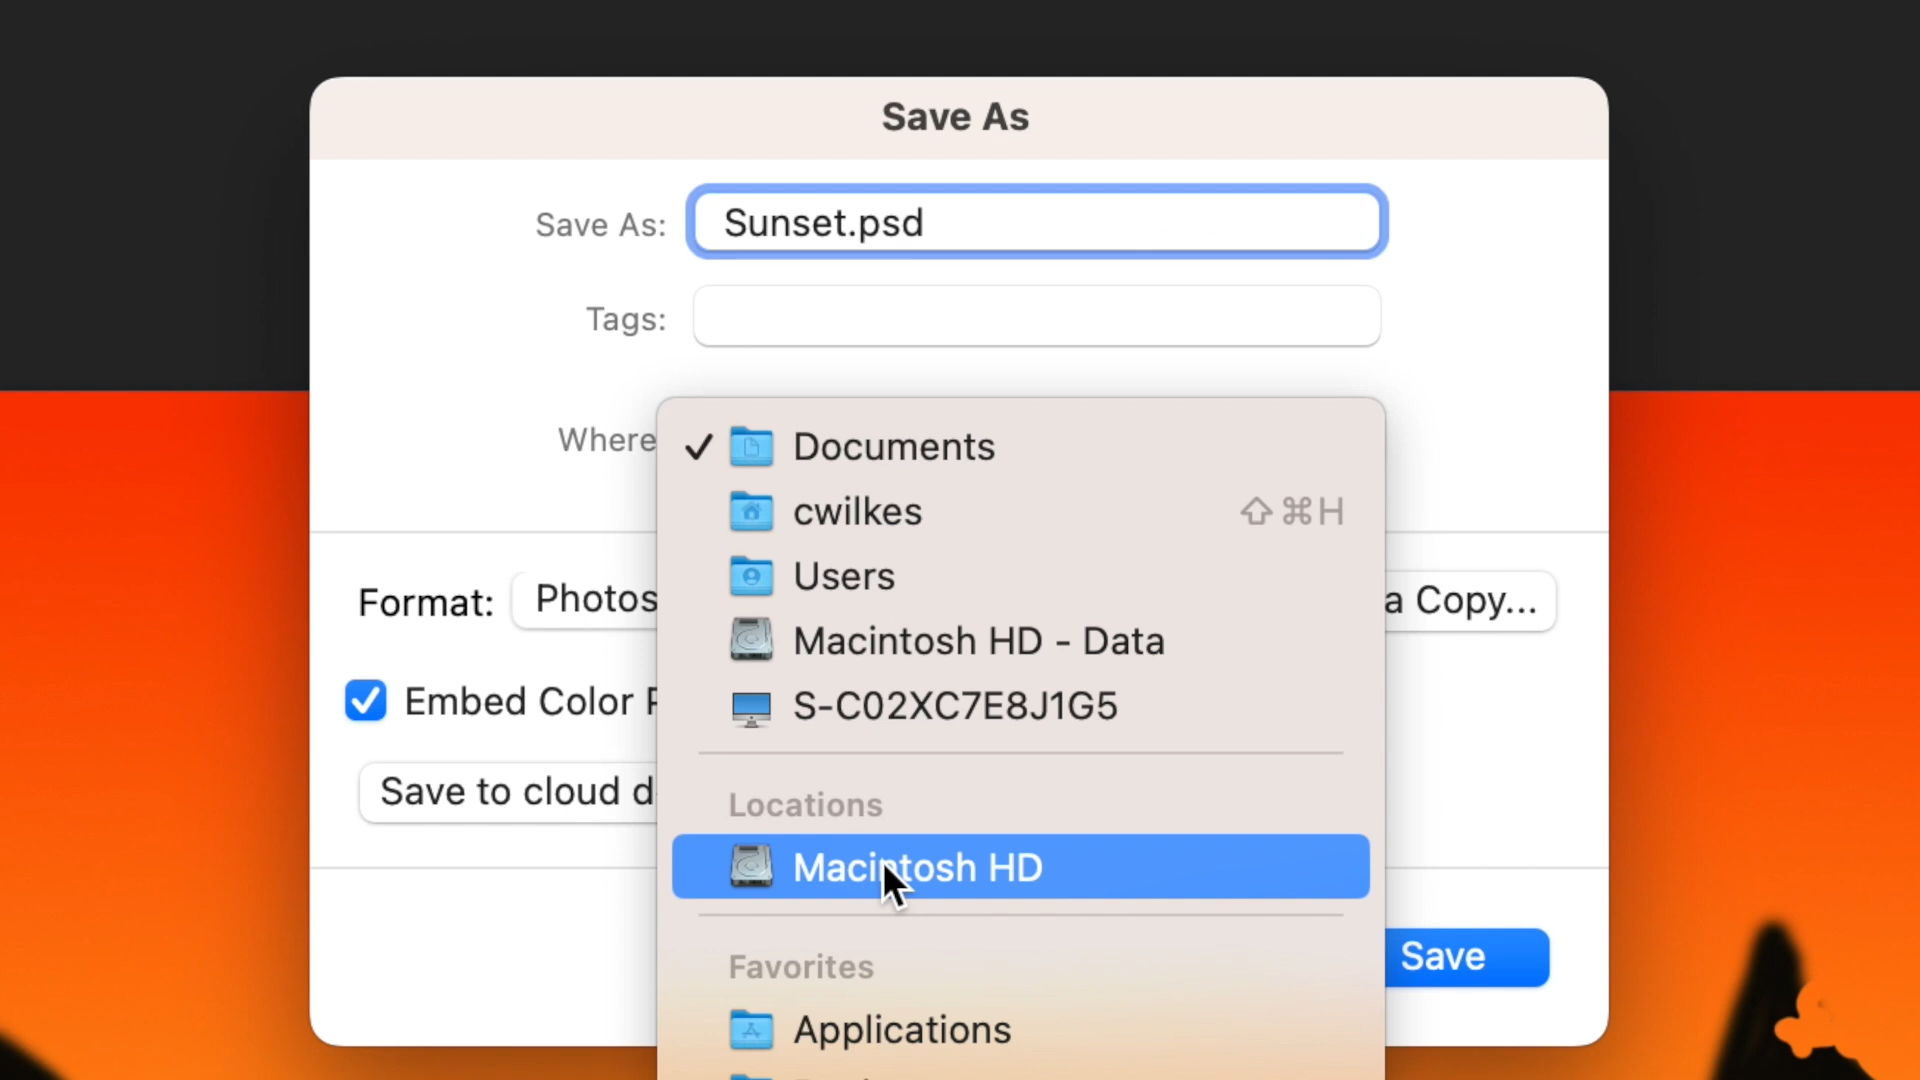 Save As
Save As: Sunset.psd
Tags:
Where
Documents
cwilkes ⇧⌘H
Users
Macintosh HD - Data
S-C02XC7E8J1G5
Format: Photos a Copy...
Embed Color
Save to cloud d
Locations
Macintosh HD
Favorites
Save
Applications